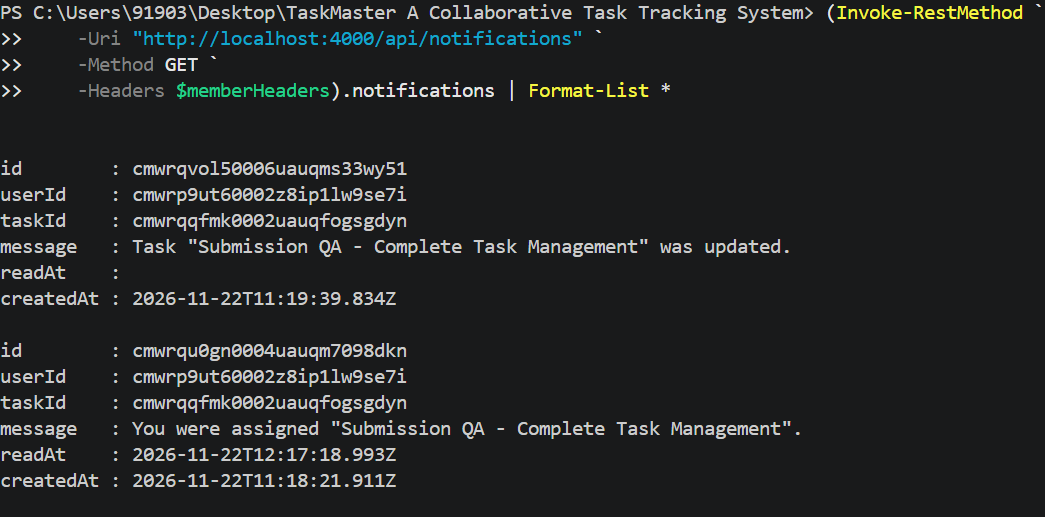 PS C:\Users\91903\Desktop\TaskMaster A Collaborative Task Tracking System> (Invoke-RestMethod `
>>     -Uri "http://localhost:4000/api/notifications" `
>>     -Method GET `
>>     -Headers $memberHeaders).notifications | Format-List *
id        : cmwrqvol50006uauqms33wy51
userId    : cmwrp9ut60002z8ip1lw9se7i
taskId    : cmwrqqfmk0002uauqfogsgdyn
message   : Task "Submission QA - Complete Task Management" was updated.
readAt    :
createdAt : 2026-11-22T11:19:39.834Z
id        : cmwrqu0gn0004uauqm7098dkn
userId    : cmwrp9ut60002z8ip1lw9se7i
taskId    : cmwrqqfmk0002uauqfogsgdyn
message   : You were assigned "Submission QA - Complete Task Management".
readAt    : 2026-11-22T12:17:18.993Z
createdAt : 2026-11-22T11:18:21.911Z